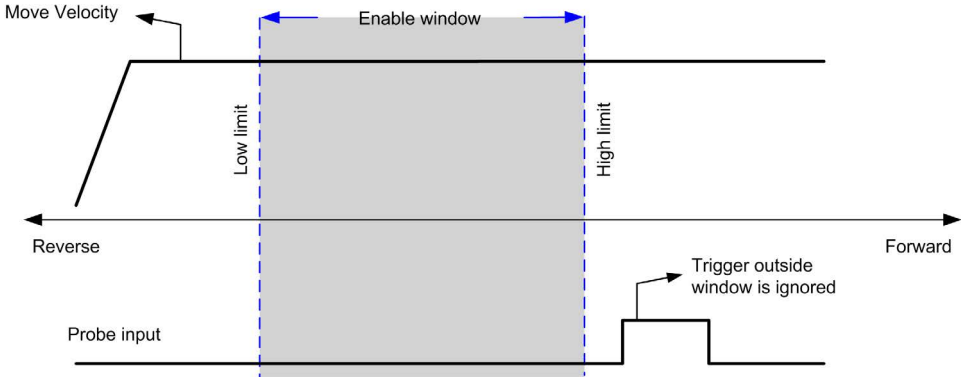 Move Velocity
Enable window
Low limit
High limit
Reverse
Forward
Trigger outside
window is ignored
Probe input